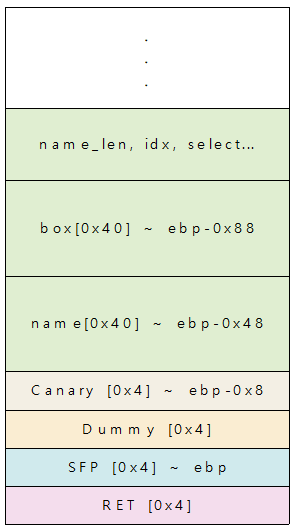 .
.
.
name_len, idx, select...
box[0x40] ~ ebp-0x88
name[0x40] ~ ebp-0x48
Canary [0x4] ~ ebp-0x8
Dummy [0x4]
SFP [0x4] ~ ebp
RET [0x4]